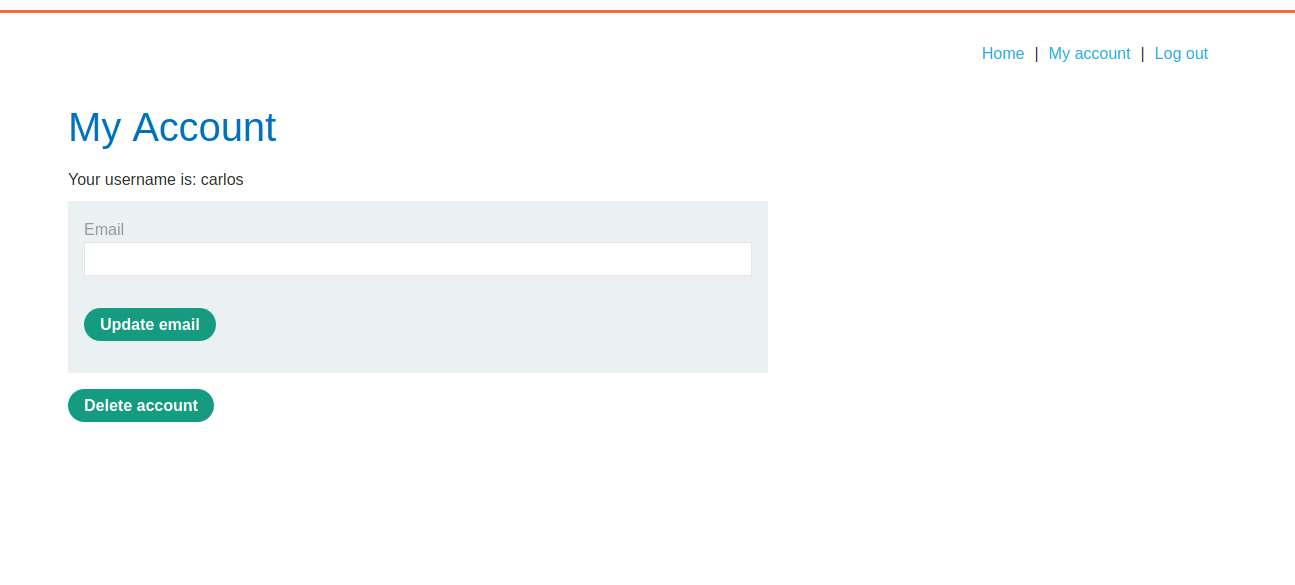 Home | My account | Log out
My Account
Your username is: carlos
Email
Update email
Delete account